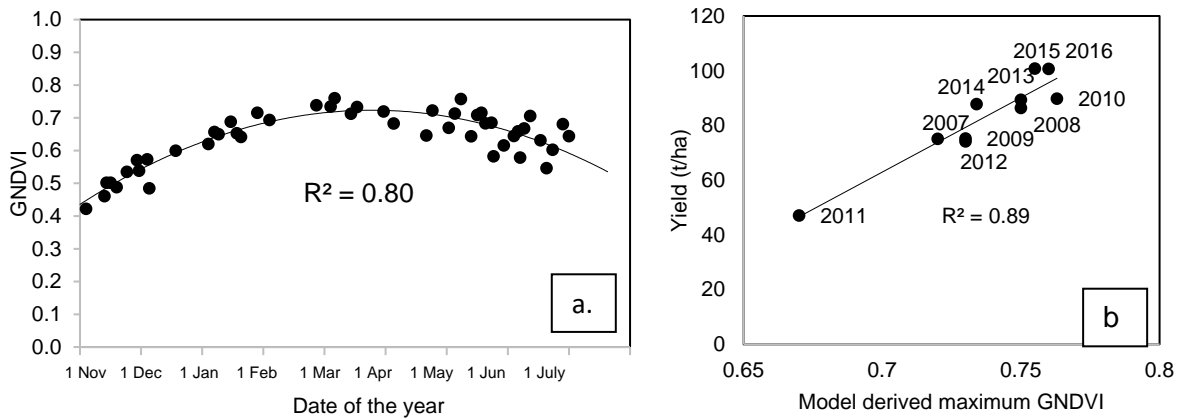 1.0
0.9
0.8
0.7
0.6
0.5
0.4
0.3
0.2
0.1
0.0
GNDVI
R² = 0.80
a.
1 Nov 1 Dec 1 Jan 1 Feb 1 Mar 1 Apr 1 May 1 Jun 1 July
Date of the year
120
100
80
60
40
20
0
Yield (t/ha)
2015 2016
2014 2013
2010
2007
2008
2009
2012
2011
R² = 0.89
b
0.65 0.7 0.75 0.8
Model derived maximum GNDVI